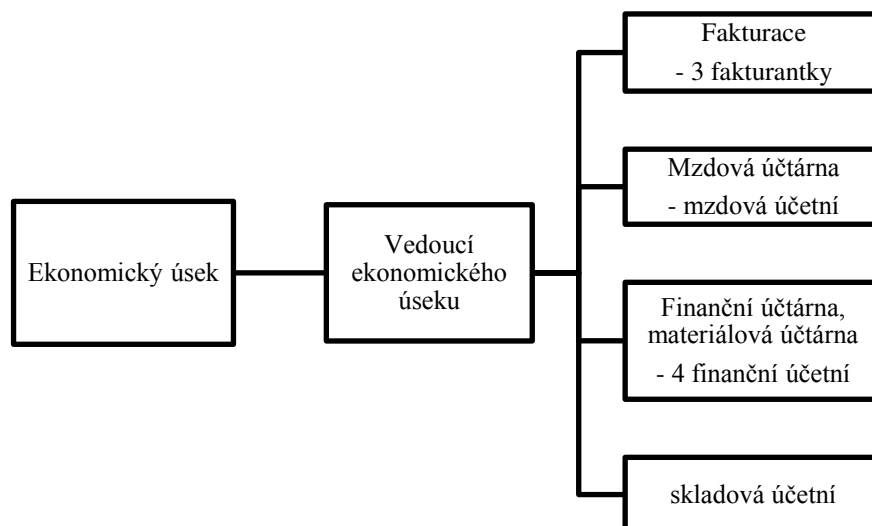 Ekonomický úsek
Vedoucí
ekonomického
úseku
Fakturace
- 3 fakturantky
Mzdová účtárna
- mzdová účetní
Finanční účtárna,
materiálová účtárna
- 4 finanční účetní
skladová účetní